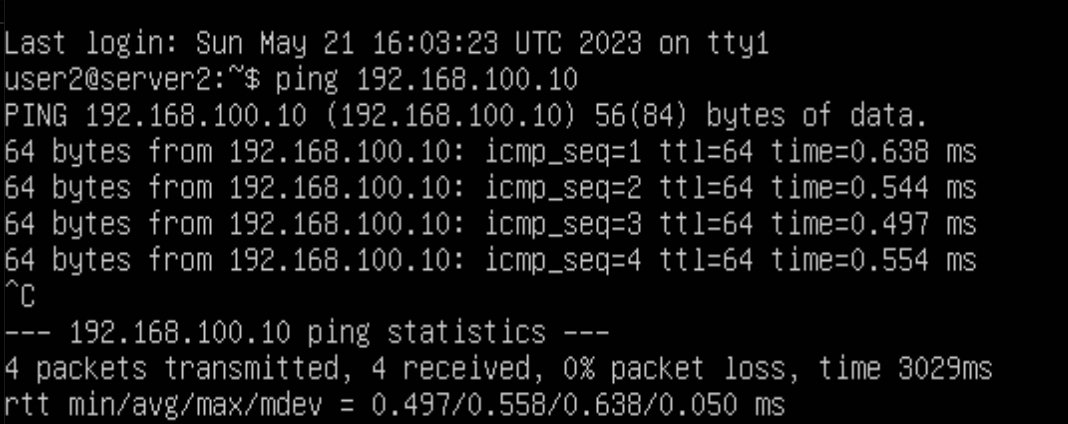 Last login: Sun May 21 16:03:23 UTC 2023 on tty1
user2@server2:~$ ping 192.168.100.10
PING 192.168.100.10 (192.168.100.10) 56(84) bytes of data.
64 bytes from 192.168.100.10: icmp_seq=1 ttl=64 time=0.638 ms
64 bytes from 192.168.100.10: icmp_seq=2 ttl=64 time=0.544 ms
64 bytes from 192.168.100.10: icmp_seq=3 ttl=64 time=0.497 ms
64 bytes from 192.168.100.10: icmp_seq=4 ttl=64 time=0.554 ms
^C
--- 192.168.100.10 ping statistics ---
4 packets transmitted, 4 received, 0% packet loss, time 3029ms
rtt min/avg/max/mdev = 0.497/0.558/0.638/0.050 ms